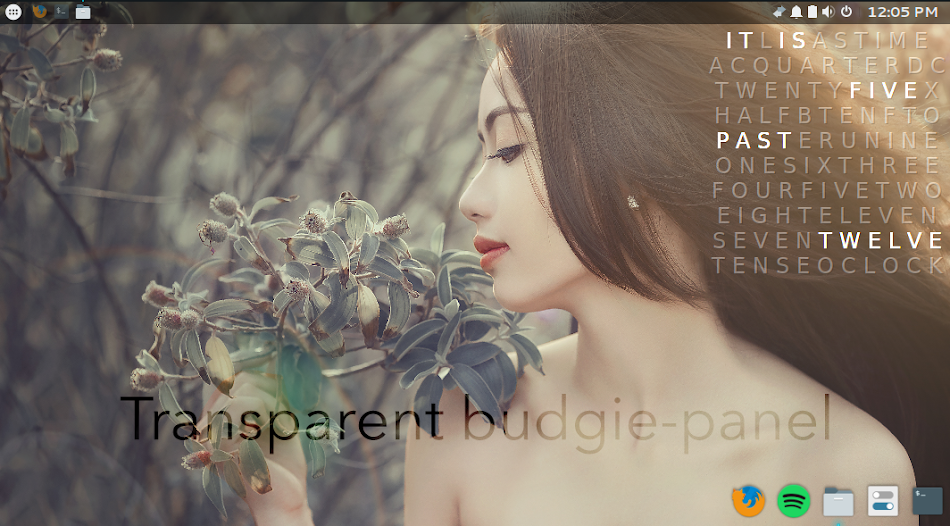 12:05 PM
ITLISASTIME
ACQUARTERDC
TWENTYFIVEX
HALFBTENFTO
PASTERUNINE
ONESIXTHREE
FOURFIVETWO
EIGHTELEVEN
SEVENTWELVE
TENSEOCLOCK
Transparent budgie-panel